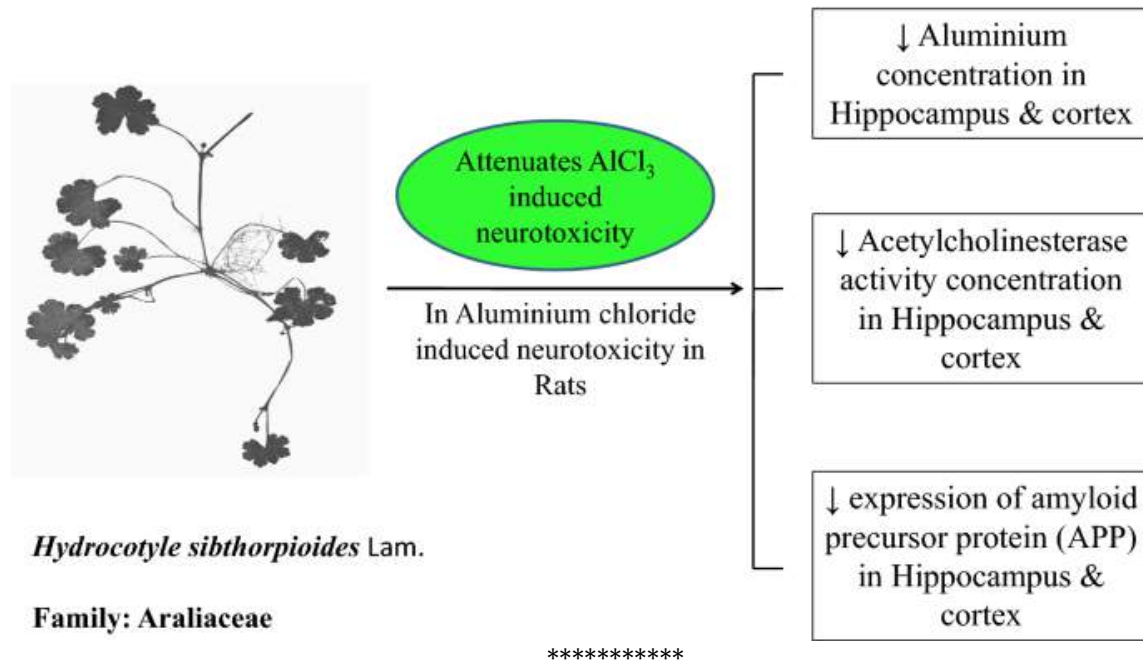 Hydrocotyle sibthorpioides Lam.
Family: Araliaceae
Attenuates AlCl₃
induced
neurotoxicity
In Aluminium chloride
induced neurotoxicity in
Rats
↓ Aluminium
concentration in
Hippocampus & cortex
↓ Acetylcholinesterase
activity concentration
in Hippocampus &
cortex
↓ expression of amyloid
precursor protein (APP)
in Hippocampus &
cortex
***********